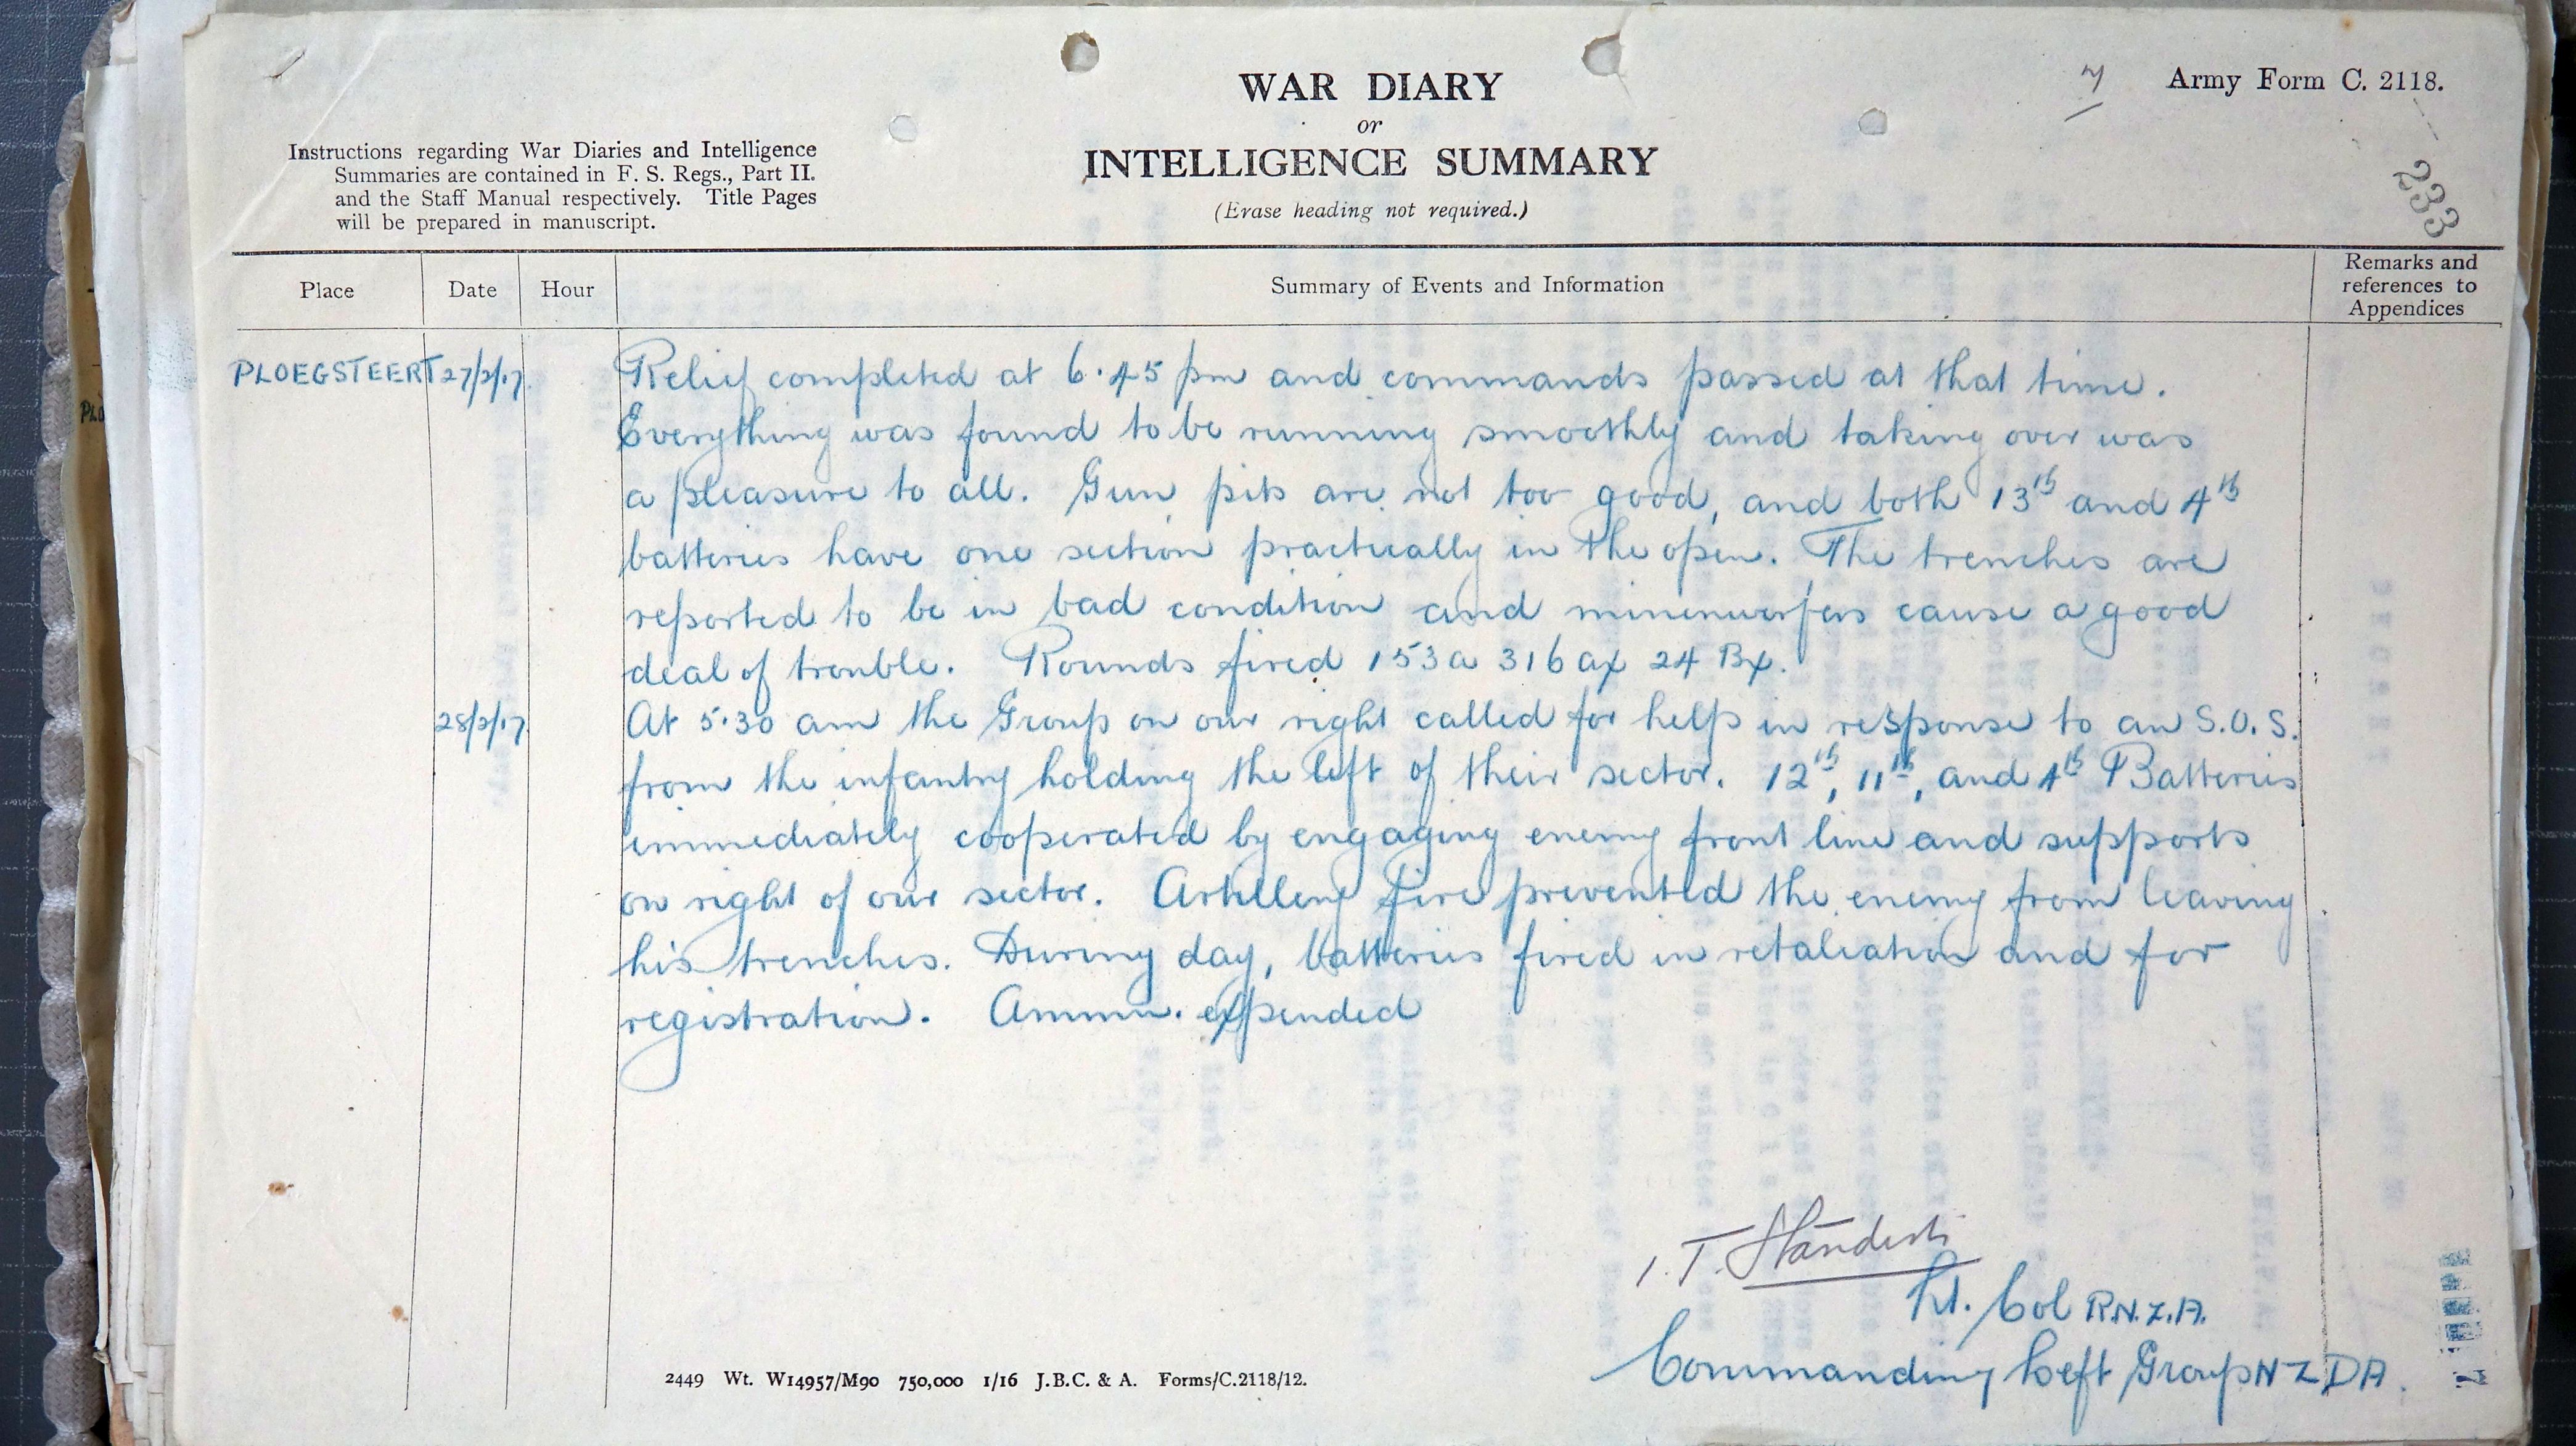 WAR DIARY
or
INTELLIGENCE SUMMARY
(Erase heading not required.)
7
Army Form C. 2118.
233
Instructions regarding War Diaries and Intelligence
Summaries are contained in F. S. Regs., Part II.
and the Staff Manual respectively. Title Pages
will be prepared in manuscript.
Place Date Hour Summary of Events and Information Remarks and references to Appendices
PLOEGSTEERT 27/2/17 Relief completed at 6.45 pm and commands passed at that time.
Everything was found to be running smoothly and taking over was
a pleasure to all. Gun pits are not too good, and both 13th and 4th
batteries have one section practically in the open. The trenches are
reported to be in bad condition and minenwerfers cause a good
deal of trouble. Rounds fired 153 a 316 ax 24 Bx.
28/2/17 At 5.30 am the Group on our right called for help in response to an S.O.S.
from the infantry holding the left of their sector. 12th, 11th, and 4th Batteries
immediately cooperated by engaging enemy front line and supports
on right of our sector. Artillery fire prevented the enemy from leaving
his trenches. During day, batteries fired in retaliation and for
registration. Ammn. expended
I. T. Standish
Lt. Col R.N.Z.A.
Commanding Left Group NZDA.
2449 Wt. W14957/M90 750,000 1/16 J.B.C. & A. Forms/C.2118/12.